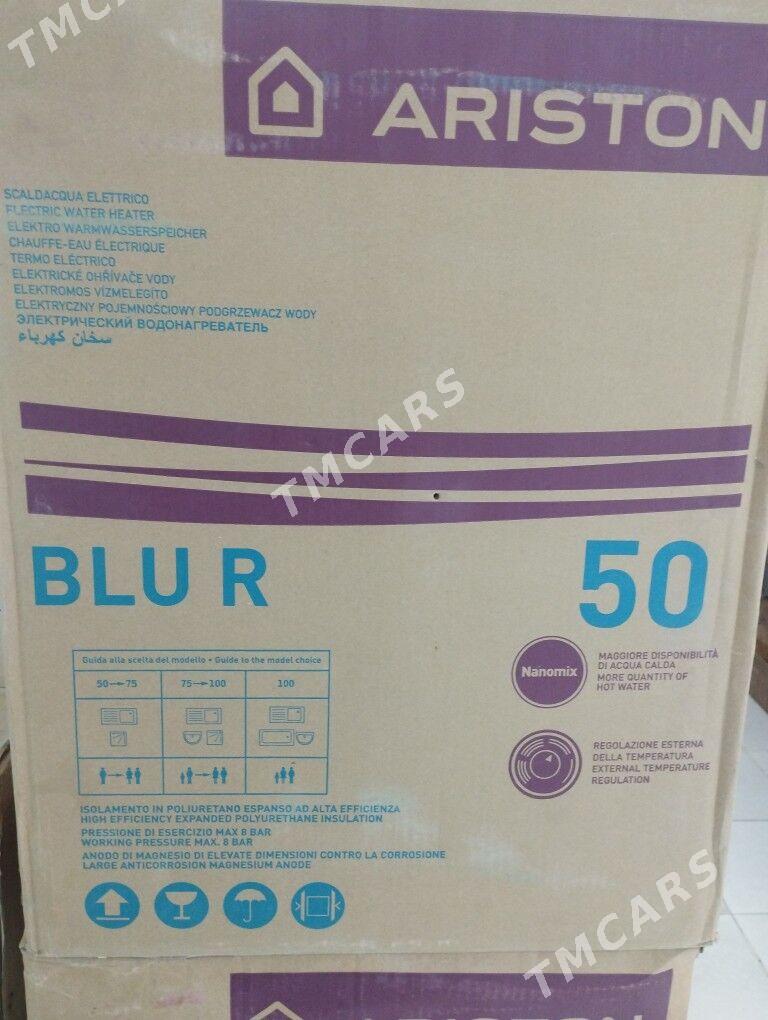 TMCARS
ARISTON
SCALDACQUA ELETTRICO
ELECTRIC WATER HEATER
ELEKTRO WARMWASSERSPEICHER
CHAUFFE-EAU ÉLECTRIQUE
TERMO ELÉCTRICO
ELEKTRICKÉ OHŘÍVAČE VODY
ELEKTROMOS VÍZMELEGÍTO
ELEKTRYCZNY POJEMNOŚCIOWY PODGRZEWACZ WODY
ЭЛЕКТРИЧЕСКИЙ ВОДОНАГРЕВАТЕЛЬ
سخان كهرباء
TMCARS
BLU R
50
Guida alla scelta del modello • Guide to the model choice
50→75 75→100 100
Nanomix
MAGGIORE DISPONIBILITÀ
DI ACQUA CALDA
MORE QUANTITY OF
HOT WATER
REGOLAZIONE ESTERNA
DELLA TEMPERATURA
EXTERNAL TEMPERATURE
REGULATION
ISOLAMENTO IN POLIURETANO ESPANSO AD ALTA EFFICIENZA
HIGH EFFICIENCY EXPANDED POLYURETHANE INSULATION
PRESSIONE DI ESERCIZIO MAX 8 BAR
WORKING PRESSURE MAX. 8 BAR
ANODO DI MAGNESIO DI ELEVATE DIMENSIONI CONTRO LA CORROSIONE
LARGE ANTICORROSION MAGNESIUM ANODE
TMCARS
ARISTON